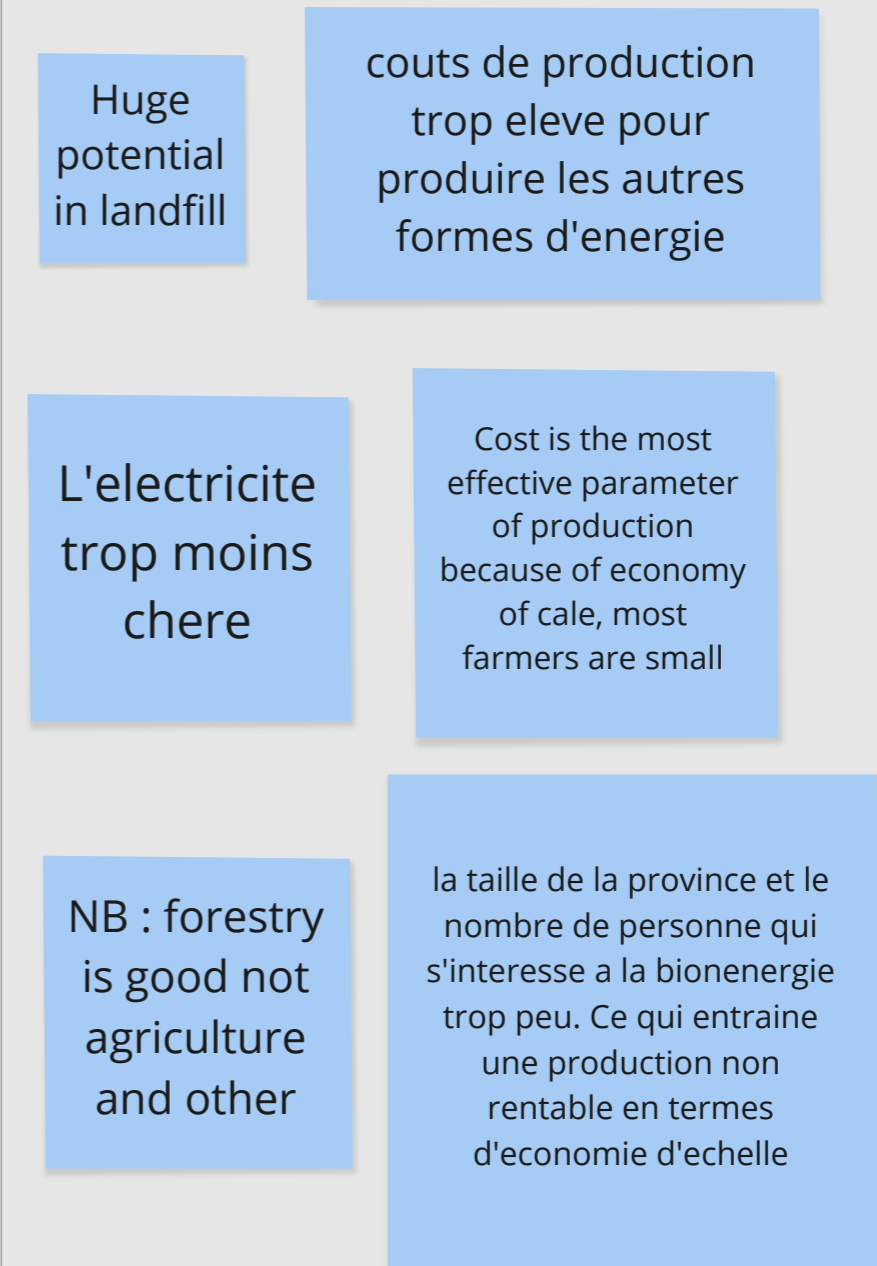 Huge
potential
in landfill
couts de production
trop eleve pour
produire les autres
formes d'energie
L'electricite
trop moins
chere
Cost is the most
effective parameter
of production
because of economy
of cale, most
farmers are small
NB : forestry
is good not
agriculture
and other
la taille de la province et le
nombre de personne qui
s'interesse a la bionenergie
trop peu. Ce qui entraine
une production non
rentable en termes
d'economie d'echelle